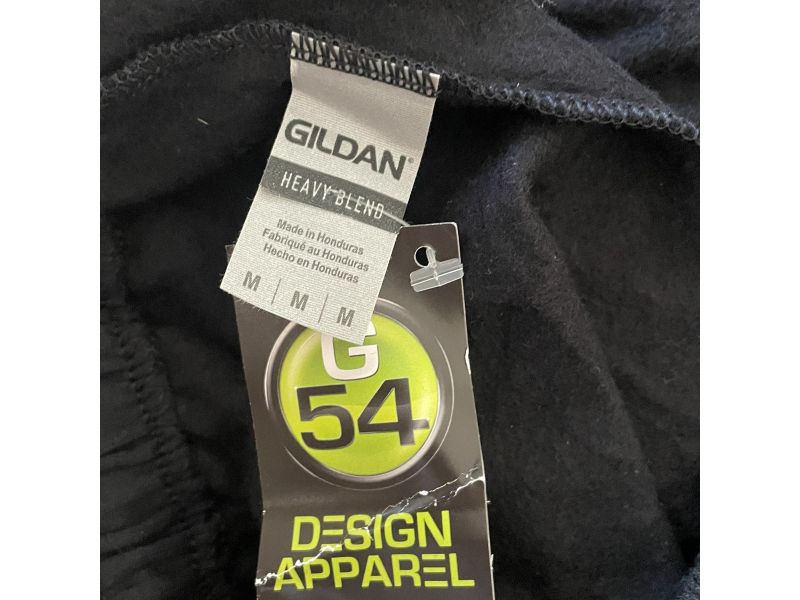 GILDAN®
HEAVY BLEND
Made in Honduras
Fabriqué au Honduras
Hecho en Honduras
M | M | M
G
54
DESIGN
APPAREL